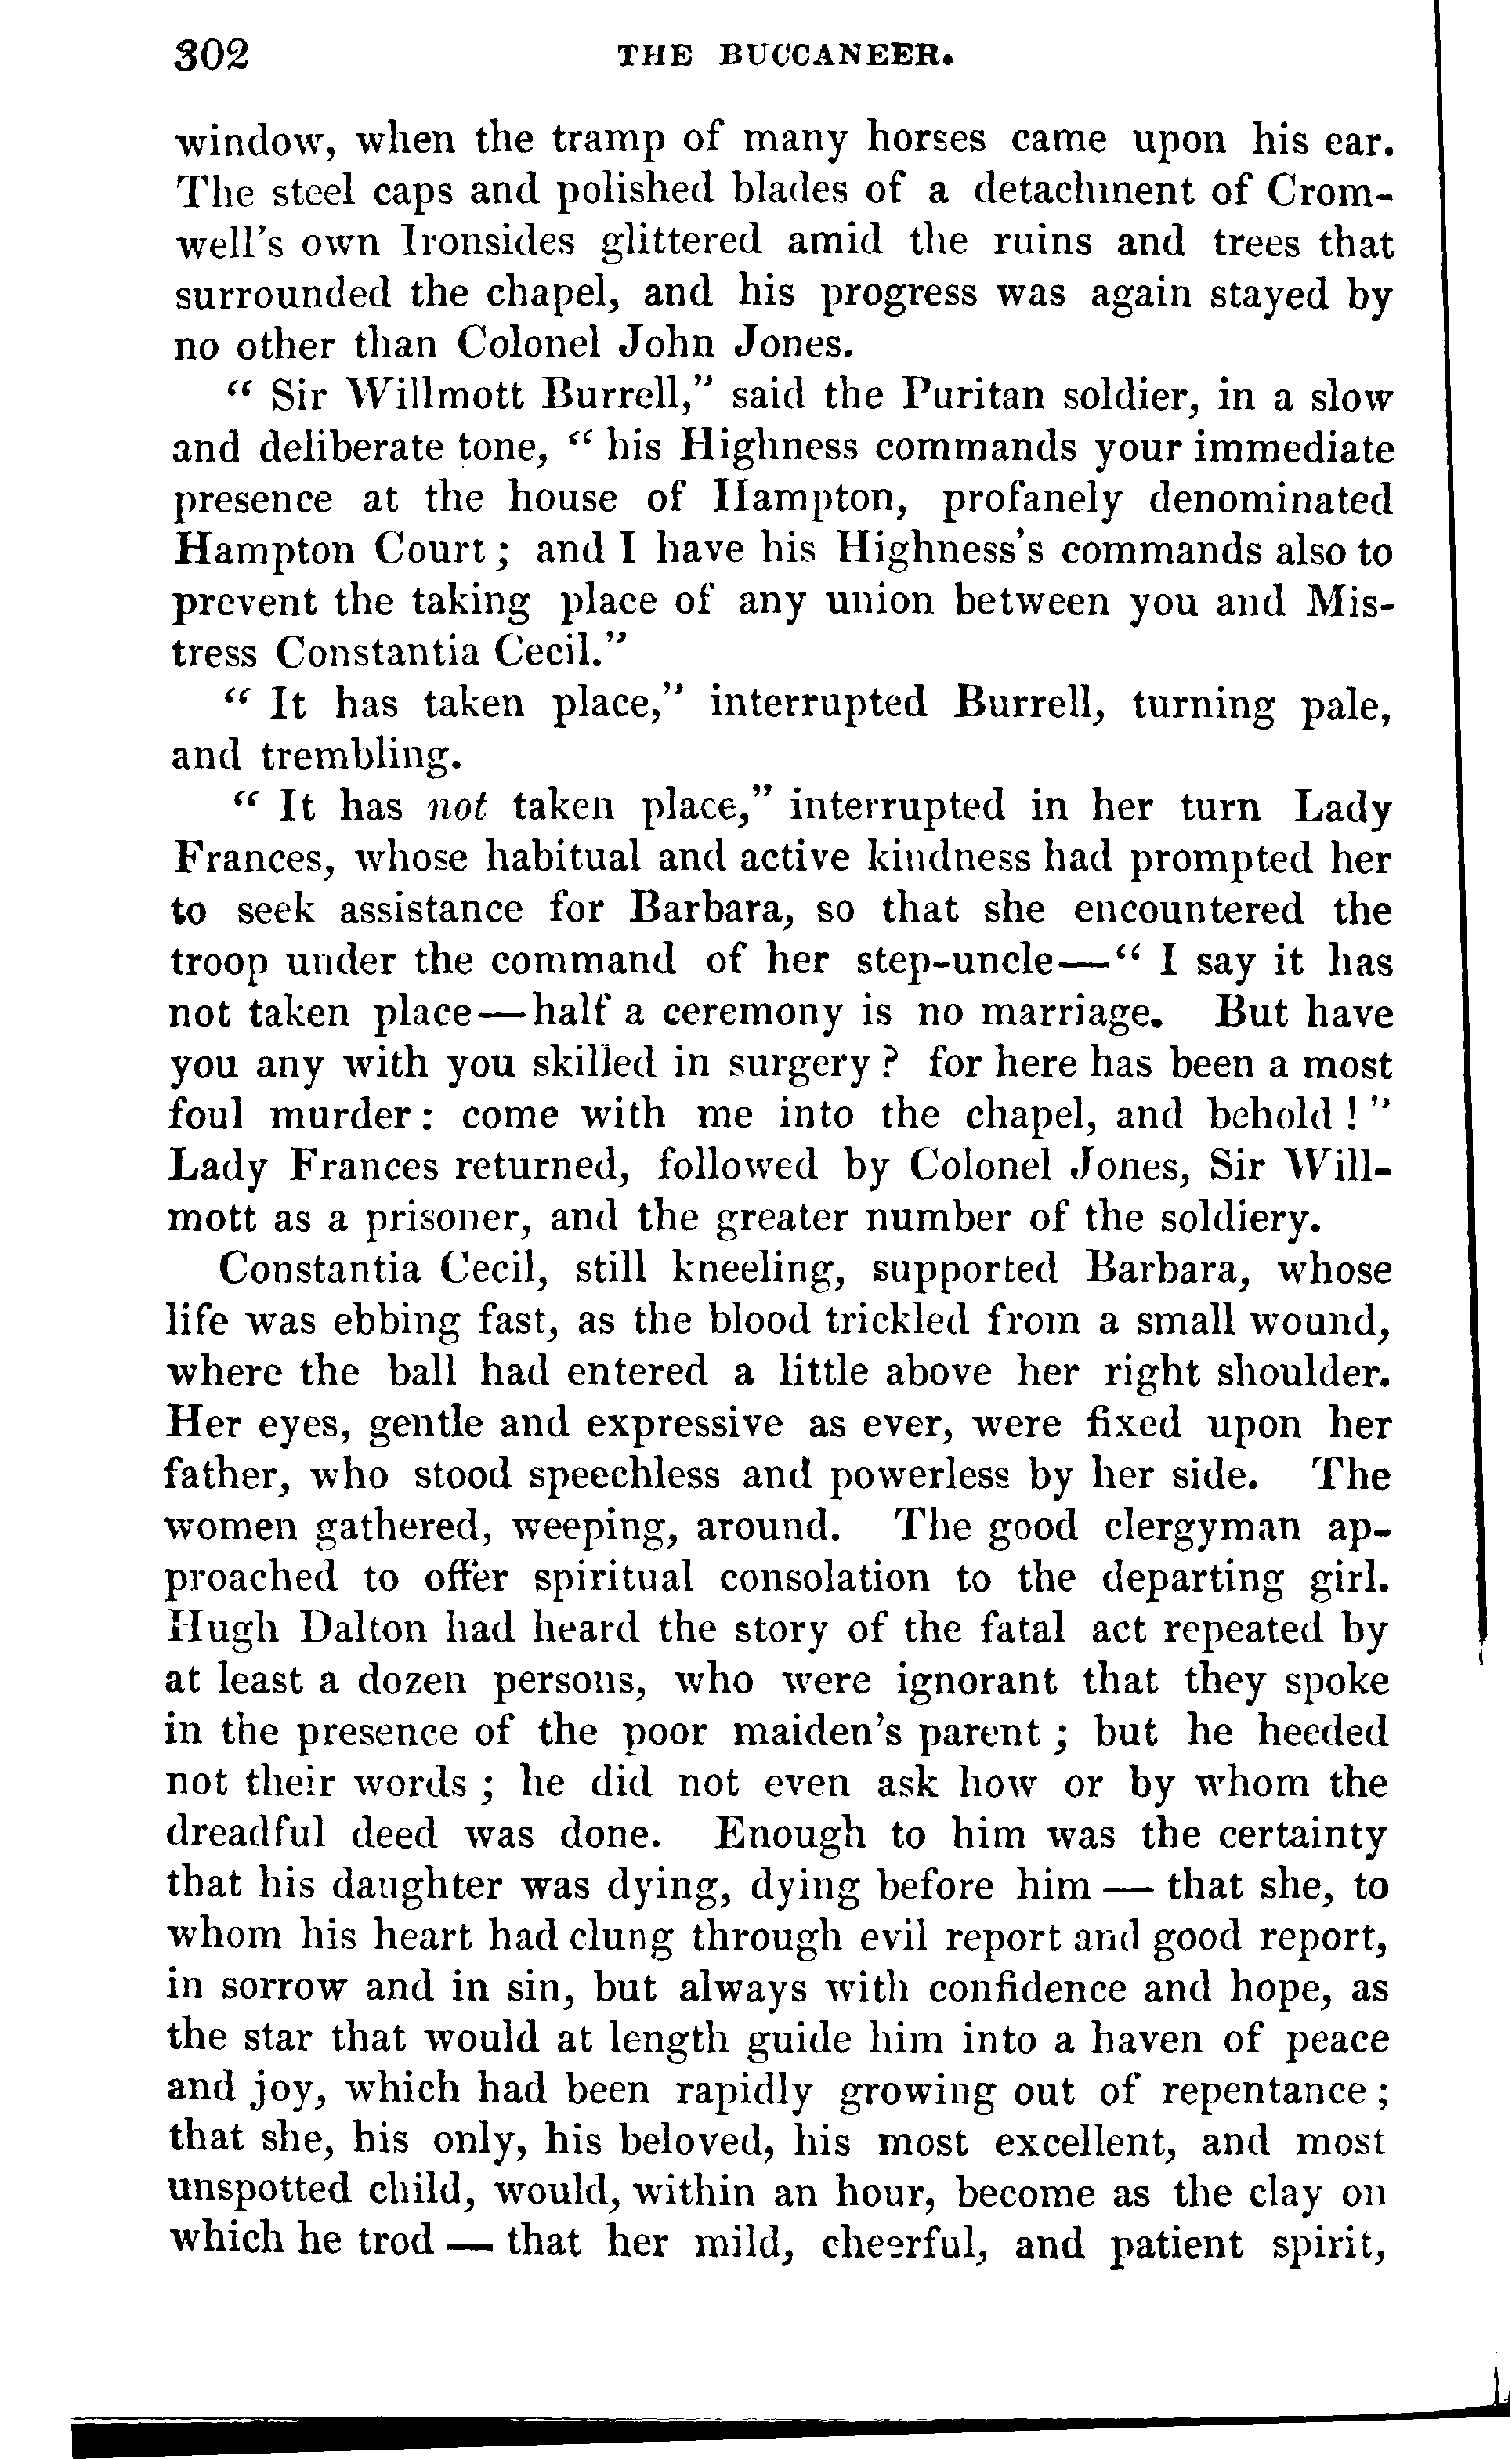 302 THE BUCCANEER.
window, when the tramp of many horses came upon his ear.
The steel caps and polished blades of a detachment of Crom-
well's own Ironsides glittered amid the ruins and trees that
surrounded the chapel, and his progress was again stayed by
no other than Colonel John Jones.
" Sir Willmott Burrell," said the Puritan soldier, in a slow
and deliberate tone, " his Highness commands your immediate
presence at the house of Hampton, profanely denominated
Hampton Court ; and I have his Highness's commands also to
prevent the taking place of any union between you and Mis-
tress Constantia Cecil."
" It has taken place," interrupted Burrell, turning pale,
and trembling.
" It has not taken place," interrupted in her turn Lady
Frances, whose habitual and active kindness had prompted her
to seek assistance for Barbara, so that she encountered the
troop under the command of her step-uncle—" I say it has
not taken place—half a ceremony is no marriage. But have
you any with you skilled in surgery ? for here has been a most
foul murder : come with me into the chapel, and behold ! "
Lady Frances returned, followed by Colonel Jones, Sir Will-
mott as a prisoner, and the greater number of the soldiery.
Constantia Cecil, still kneeling, supported Barbara, whose
life was ebbing fast, as the blood trickled from a small wound,
where the ball had entered a little above her right shoulder.
Her eyes, gentle and expressive as ever, were fixed upon her
father, who stood speechless and powerless by her side. The
women gathered, weeping, around. The good clergyman ap-
proached to offer spiritual consolation to the departing girl.
Hugh Dalton had heard the story of the fatal act repeated by
at least a dozen persons, who were ignorant that they spoke
in the presence of the poor maiden's parent ; but he heeded
not their words ; he did not even ask how or by whom the
dreadful deed was done. Enough to him was the certainty
that his daughter was dying, dying before him — that she, to
whom his heart had clung through evil report and good report,
in sorrow and in sin, but always with confidence and hope, as
the star that would at length guide him into a haven of peace
and joy, which had been rapidly growing out of repentance ;
that she, his only, his beloved, his most excellent, and most
unspotted child, would, within an hour, become as the clay on
which he trod — that her mild, cheerful, and patient spirit,